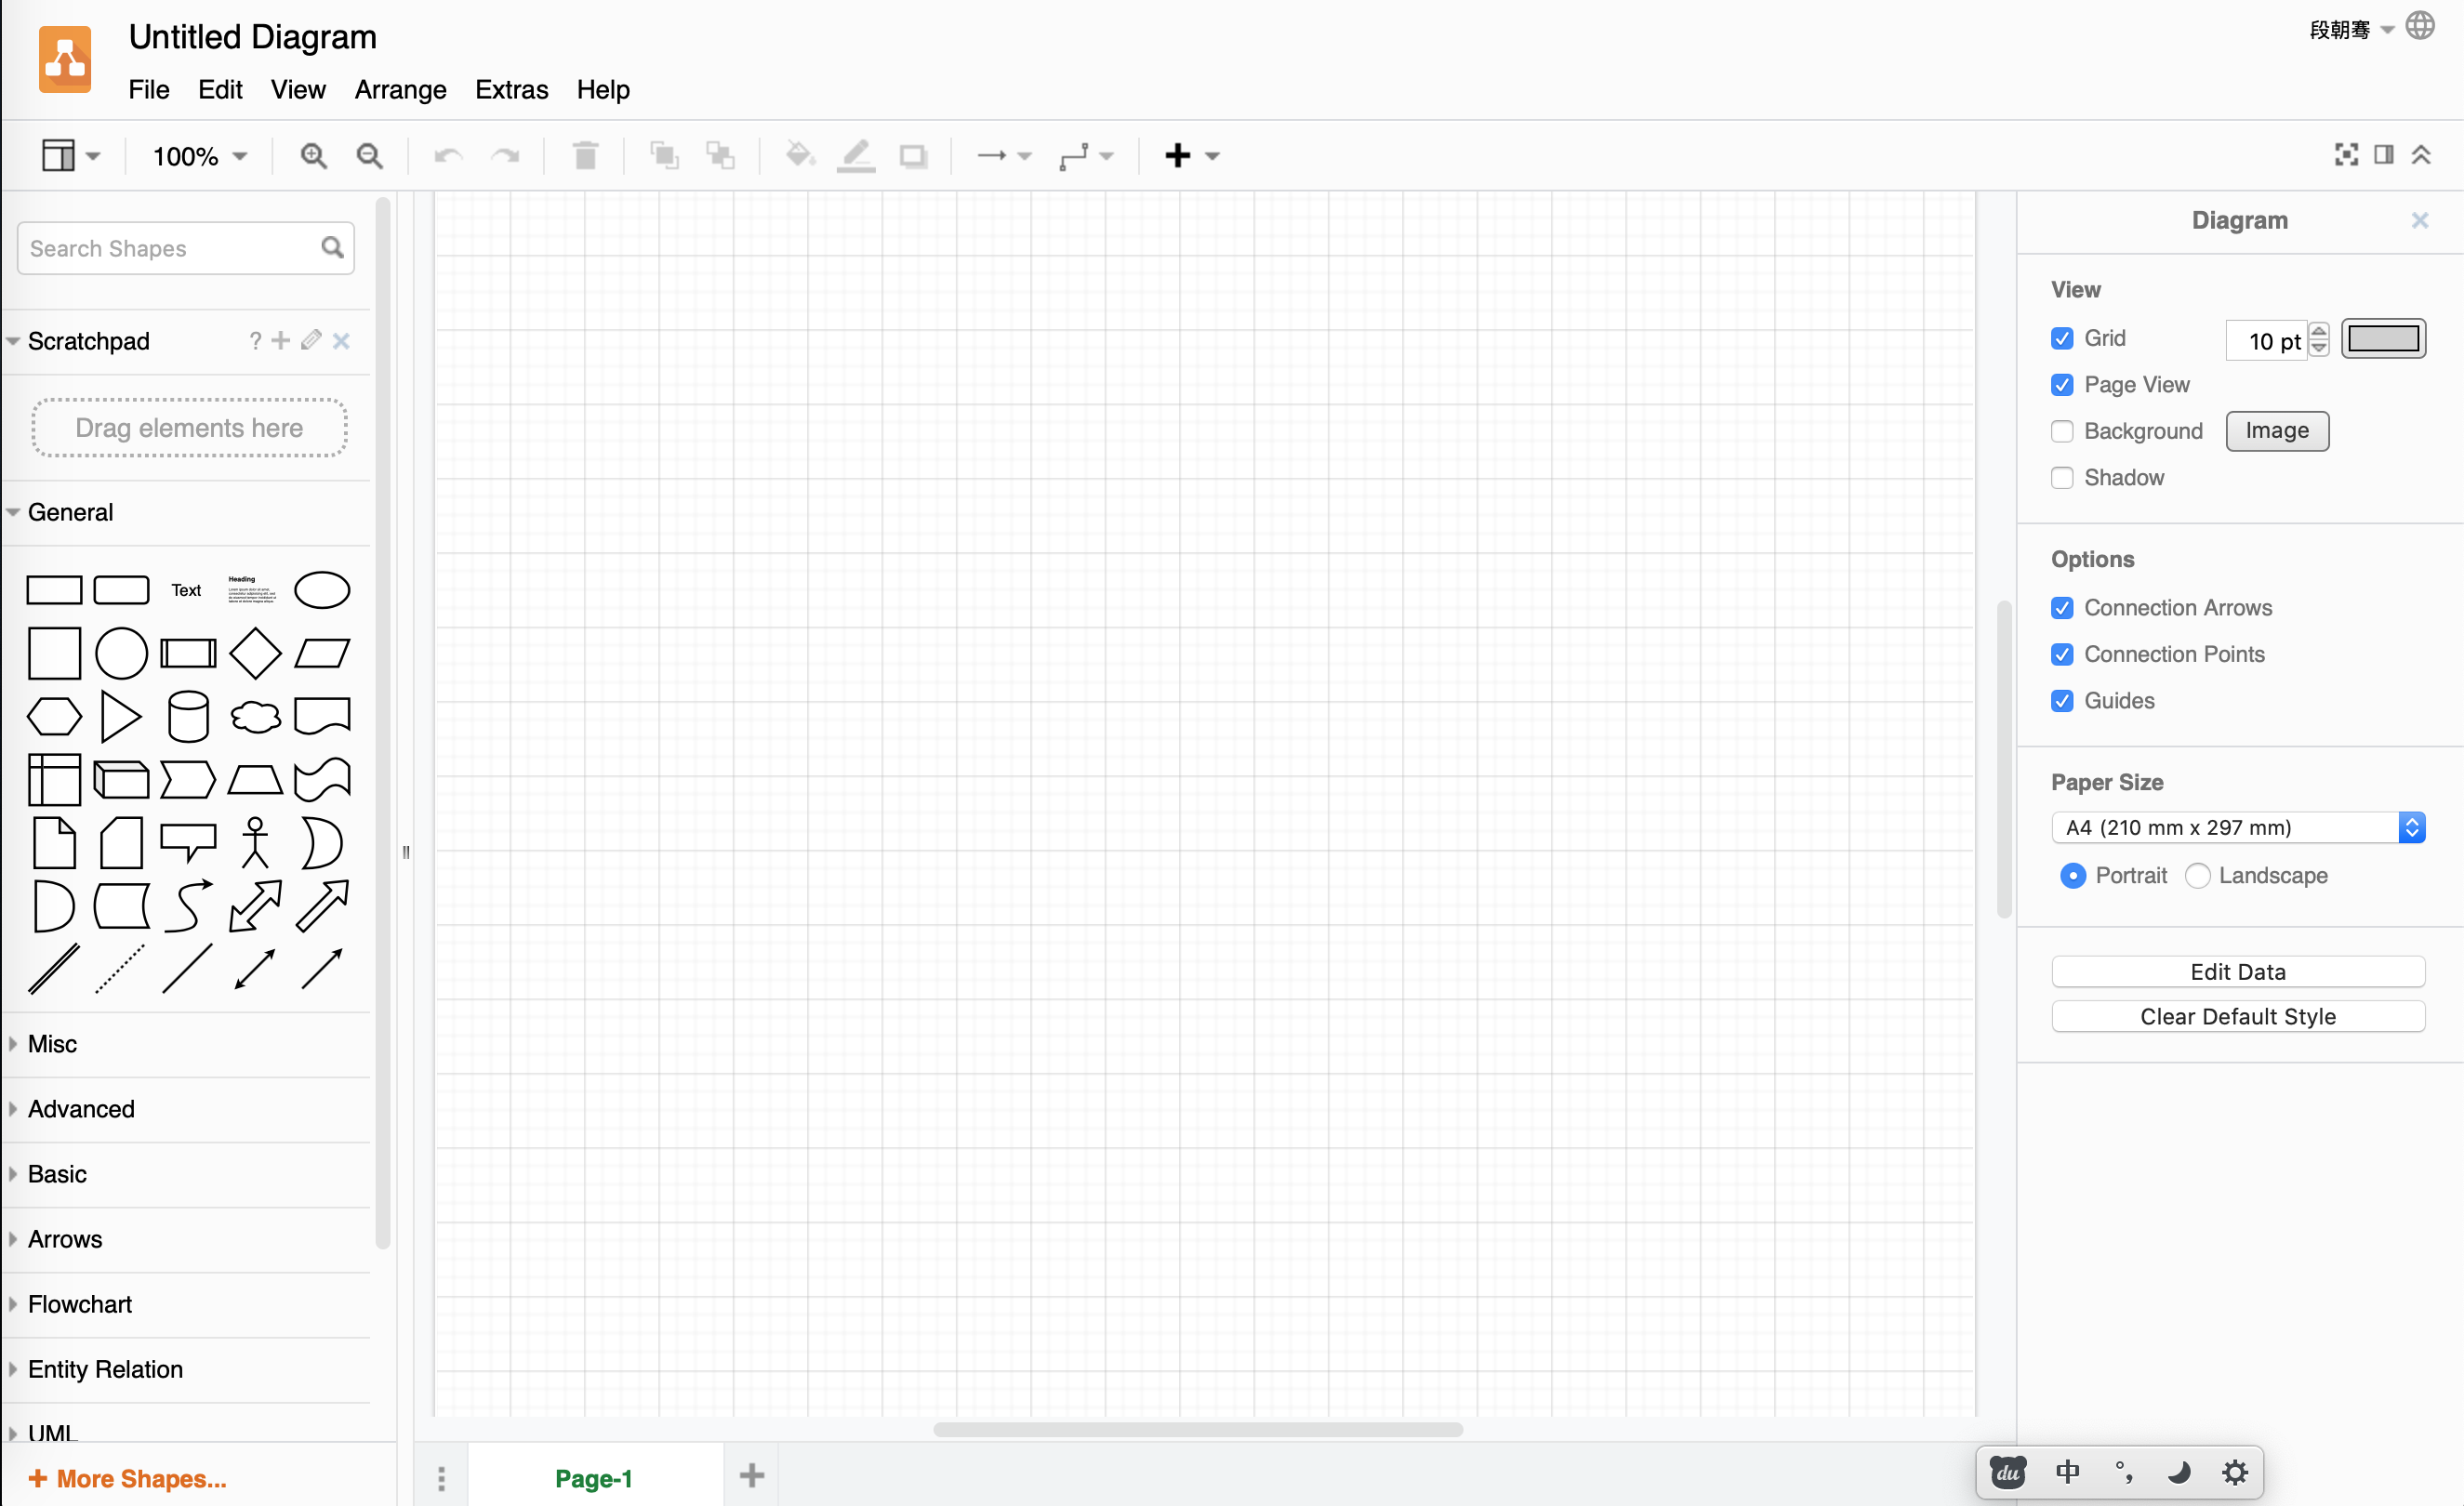 Untitled Diagram
段朝骞
File Edit View Arrange Extras Help
100%
Search Shapes
Scratchpad ?
Drag elements here
General
Text
Heading
Misc
Advanced
Basic
Arrows
Flowchart
Entity Relation
UML
+ More Shapes...
Page-1
Diagram
View
Grid 10 pt
Page View
Background Image
Shadow
Options
Connection Arrows
Connection Points
Guides
Paper Size
A4 (210 mm x 297 mm)
Portrait Landscape
Edit Data
Clear Default Style
du 中 °,